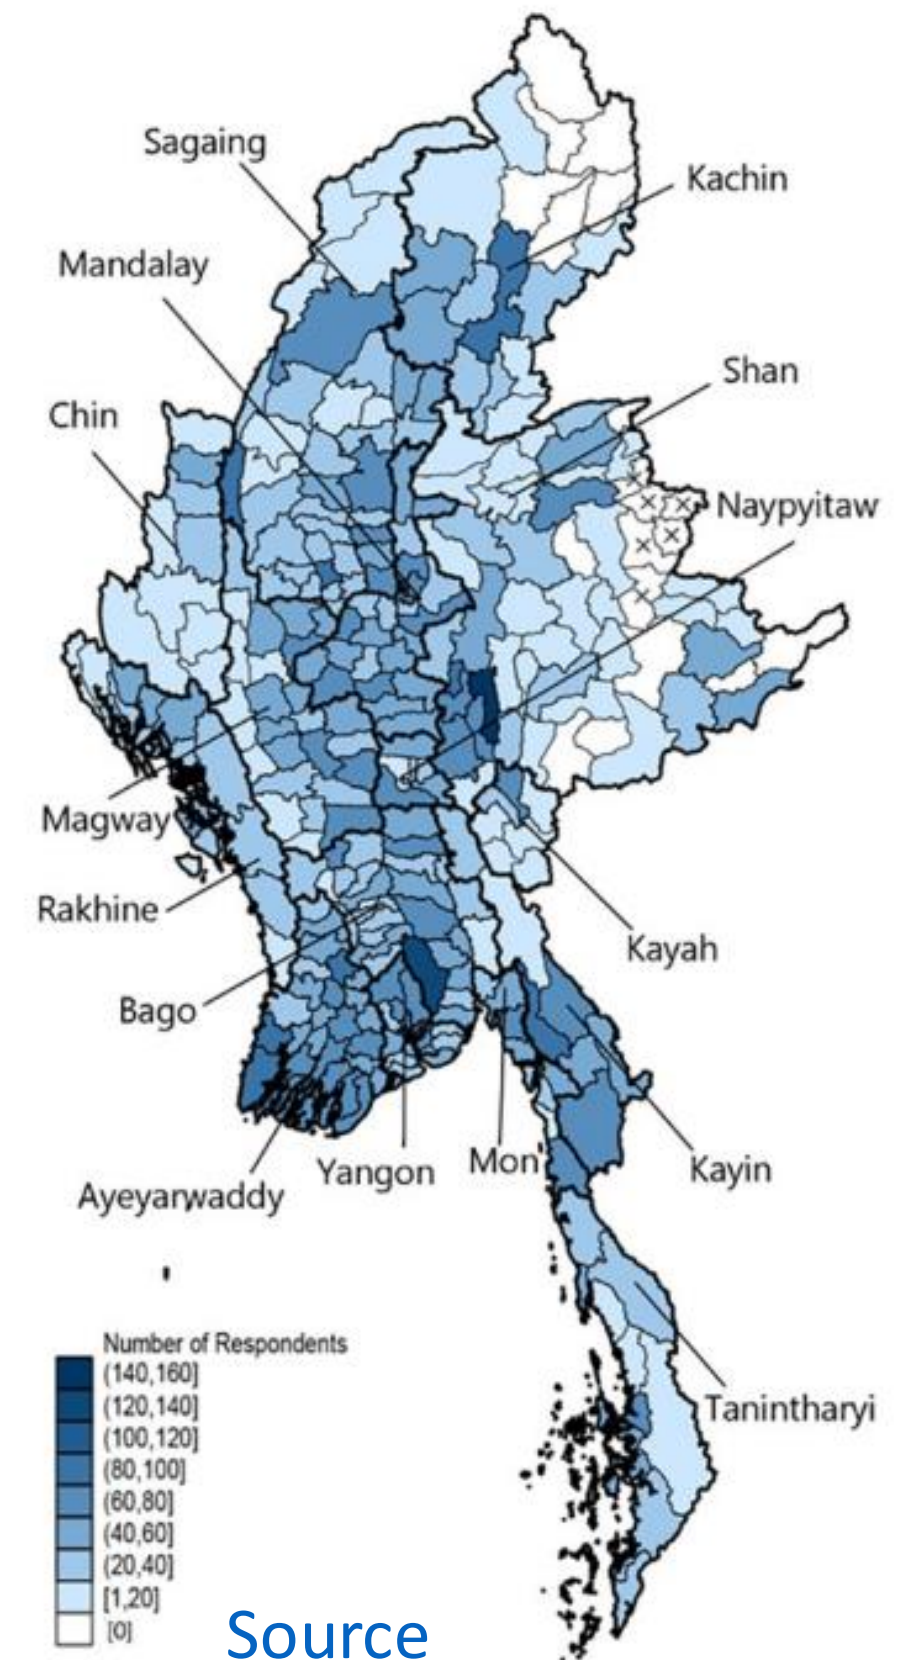 Sagaing
Kachin
Mandalay
Shan
Chin
Naypyitaw
Magway
Rakhine
Kayah
Bago
Mon
Yangon
Kayin
Ayeyarwaddy
Number of Respondents
(140,160]
(120,140]
(100,120]
(80,100]
(60,80]
(40,60]
(20,40]
[1,20]
[0]
Tanintharyi
Source